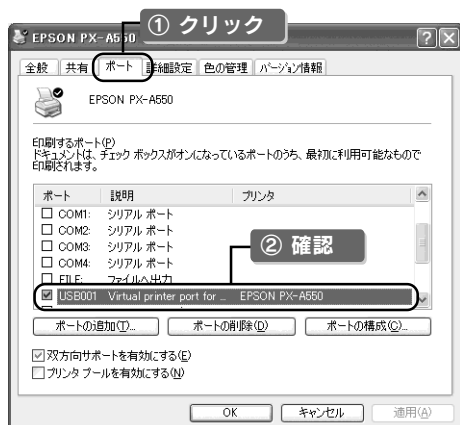 ① クリック
EPSON PX-A550
全般 共有 ポート 詳細設定 色の管理 バージョン情報
EPSON PX-A550
印刷するポート(P)
ドキュメントは、チェック ボックスがオンになっているポートのうち、最初に利用可能なもので
印刷されます。
ポート 説明 プリンタ
COM1: シリアル ポート
COM2: シリアル ポート
COM3: シリアル ポート
COM4: シリアル ポート
② 確認
FILE: ファイルへ出力
USB001 Virtual printer port for ... EPSON PX-A550
ポートの追加(T)... ポートの削除(D) ポートの構成(C)...
双方向サポートを有効にする(E)
プリンタ プールを有効にする(N)
OK キャンセル 適用(A)